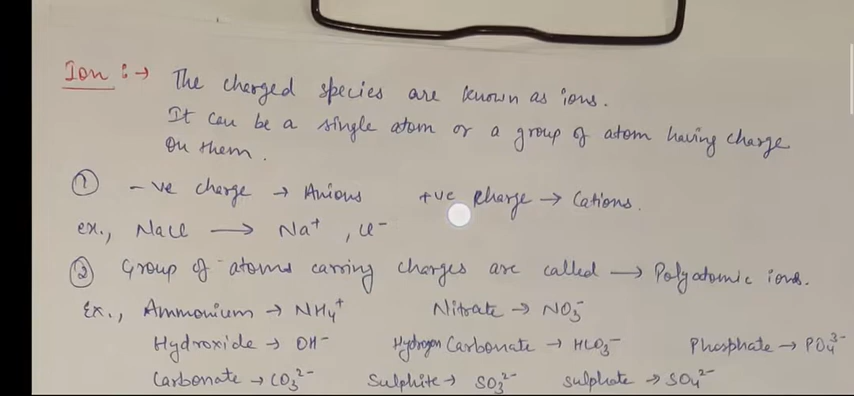 Ion :→ The charged species are known as ions.
It can be a single atom or a group of atom having charge
on them.
① -ve charge → Anions +ve charge → Cations.
ex., NaCl → Na⁺, Cl⁻
② Group of atoms carring charges are called → Polyatomic ions.
Ex., Ammonium → NH₄⁺ Nitrate → NO₃⁻
Hydroxide → OH⁻ Hydrogen Carbonate → HCO₃⁻ Phosphate → PO₄³⁻
Carbonate → CO₃²⁻ Sulphite → SO₃²⁻ Sulphate → SO₄²⁻